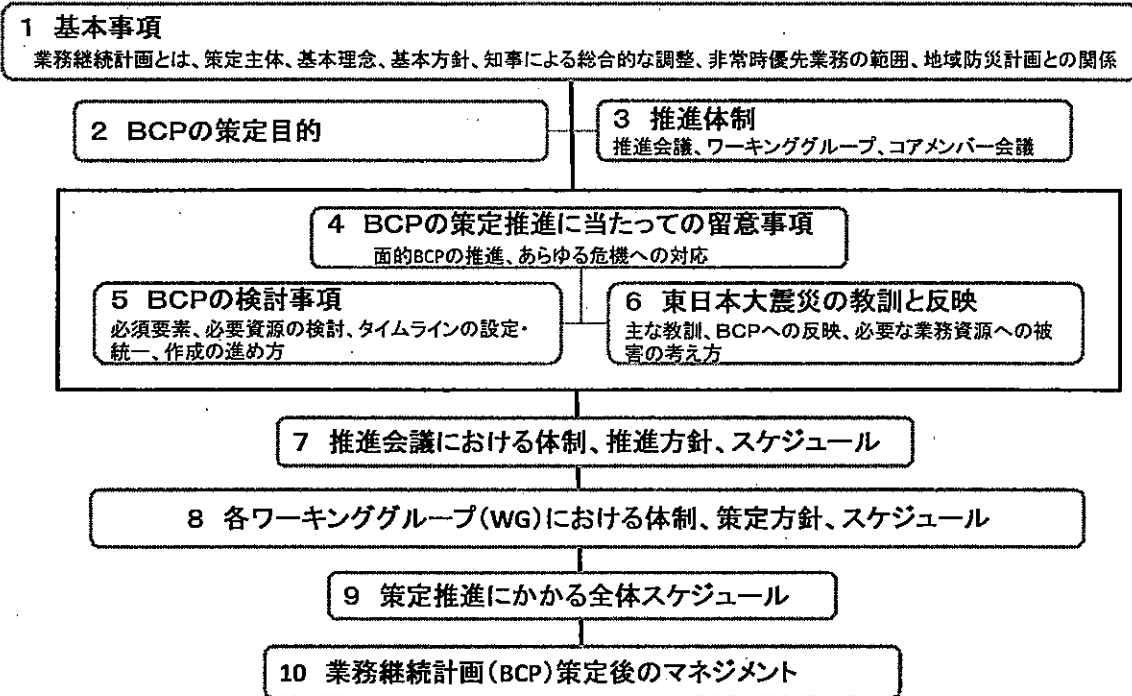 1 基本事項
業務継続計画とは、策定主体、基本理念、基本方針、知事による総合的な調整、非常時優先業務の範囲、地域防災計画との関係
2 BCPの策定目的
3 推進体制
推進会議、ワーキンググループ、コアメンバー会議
4 BCPの策定推進に当たっての留意事項
面的BCPの推進、あらゆる危機への対応
5 BCPの検討事項
必須要素、必要資源の検討、タイムラインの設定・
統一、作成の進め方
6 東日本大震災の教訓と反映
主な教訓、BCPへの反映、必要な業務資源への被
害の考え方
7 推進会議における体制、推進方針、スケジュール
8 各ワーキンググループ(WG)における体制、策定方針、スケジュール
9 策定推進にかかる全体スケジュール
10 業務継続計画(BCP)策定後のマネジメント